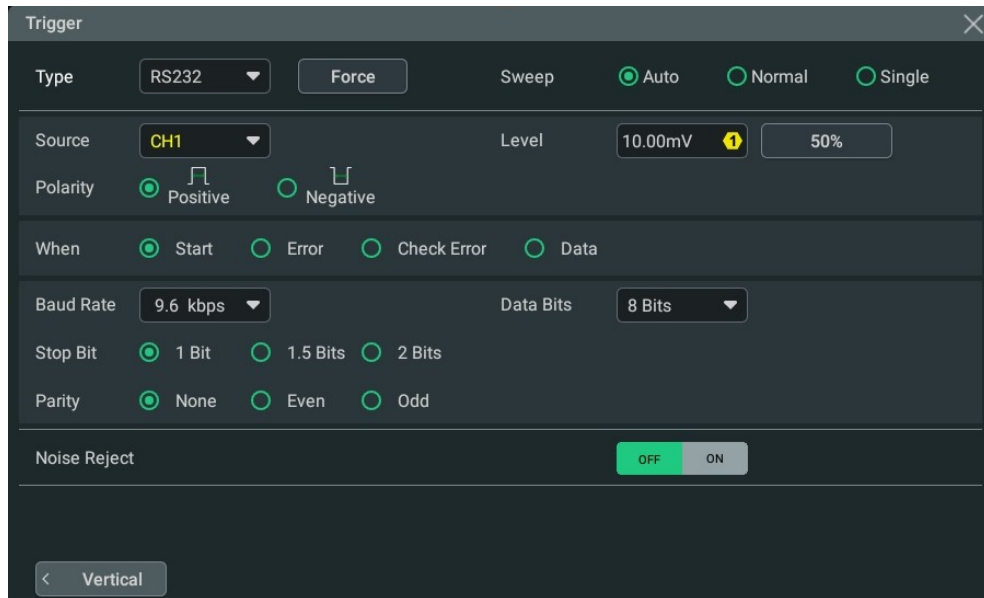 Trigger
Type RS232 Force Sweep Auto Normal Single
Source CH1 Level 10.00mV 1 50%
Polarity Positive Negative
When Start Error Check Error Data
Baud Rate 9.6 kbps Data Bits 8 Bits
Stop Bit 1 Bit 1.5 Bits 2 Bits
Parity None Even Odd
Noise Reject OFF ON
Vertical